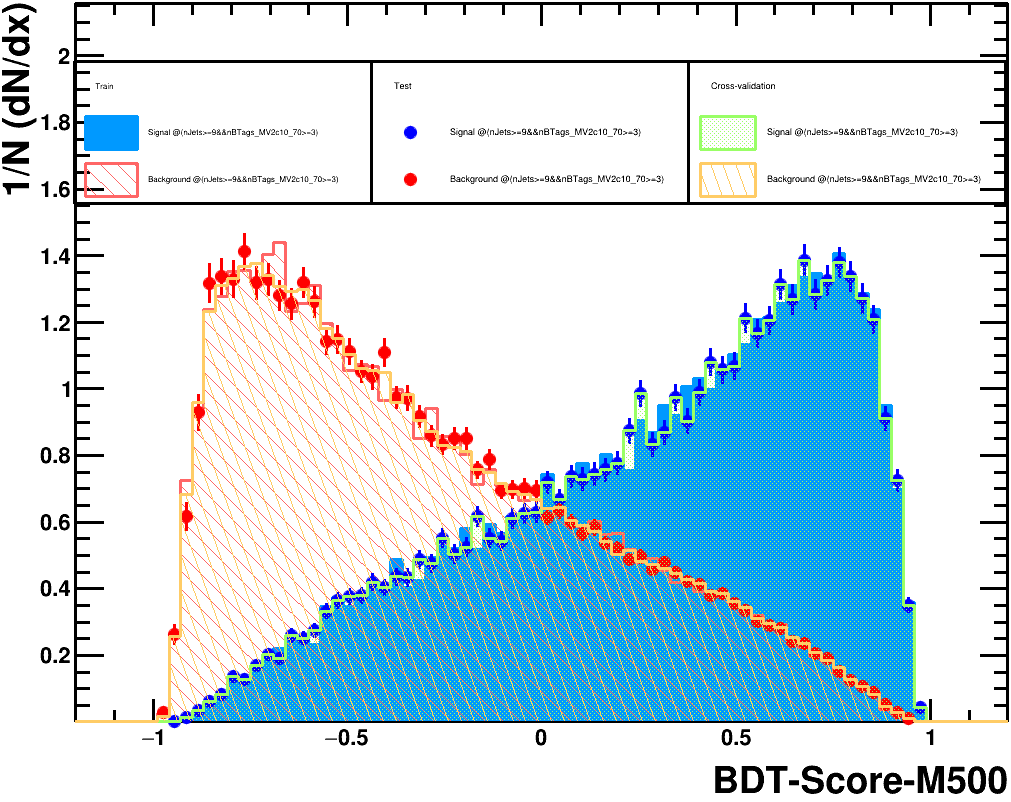 1/N (dN/dx)
2
1.8
1.6
1.4
1.2
1
0.8
0.6
0.4
0.2
Train
Signal @(nJets>=9&&nBTags_MV2c10_70>=3)
Background @(nJets>=9&&nBTags_MV2c10_70>=3)
Test
Signal @(nJets>=9&&nBTags_MV2c10_70>=3)
Background @(nJets>=9&&nBTags_MV2c10_70>=3)
Cross-validation
Signal @(nJets>=9&&nBTags_MV2c10_70>=3)
Background @(nJets>=9&&nBTags_MV2c10_70>=3)
−1 −0.5 0 0.5 1
BDT-Score-M500